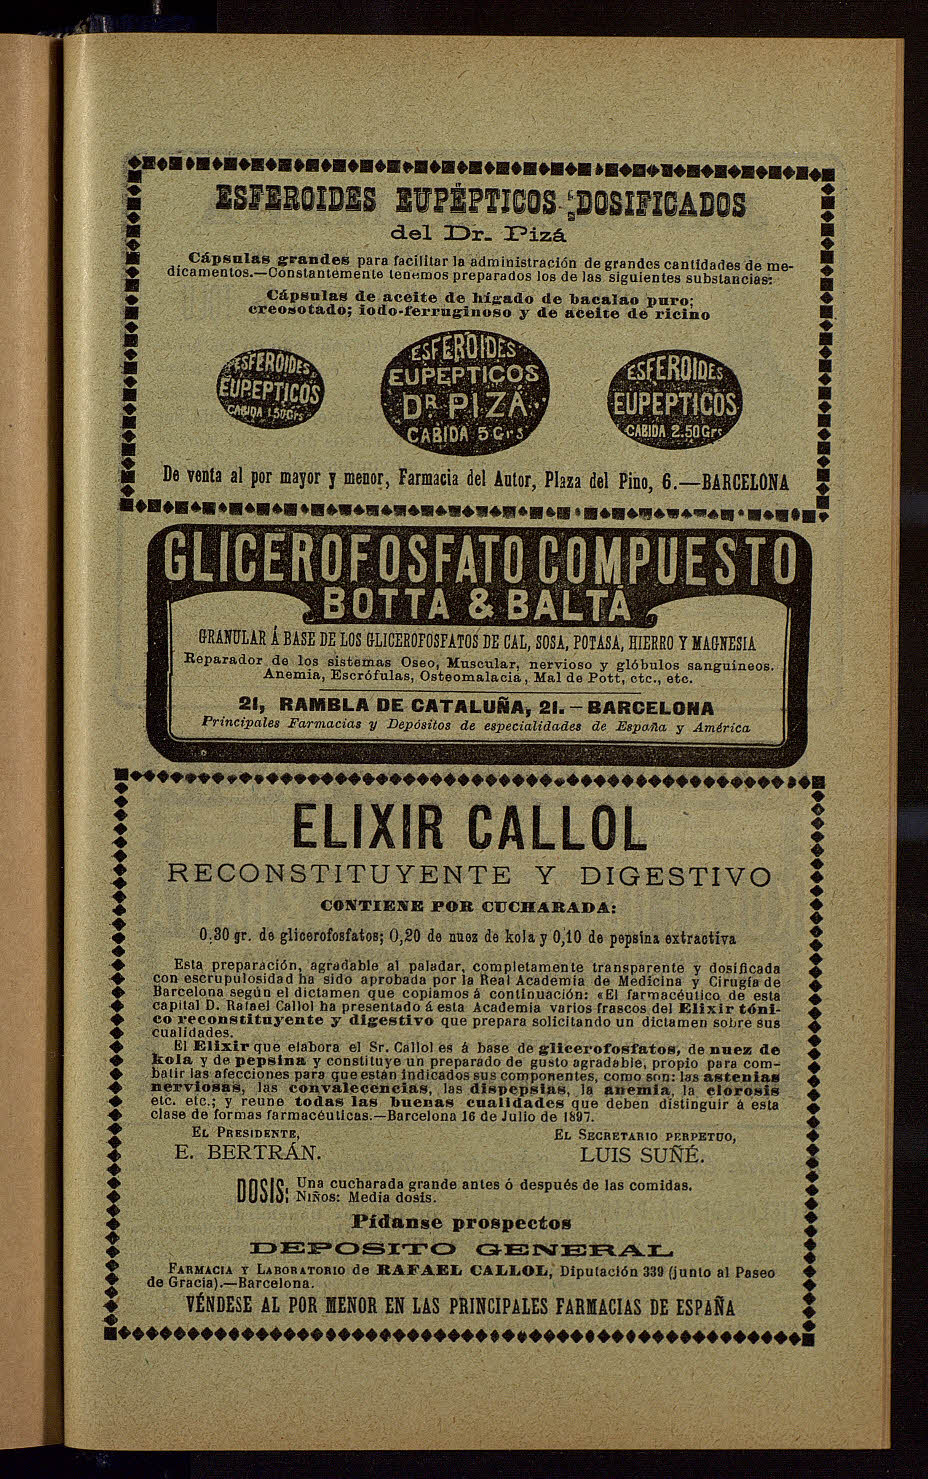 ESFEROIDES EUPÉPTICOS DOSIFICADOS
del Dr. Pizá
Cápsulas grandes para facilitar la administración de grandes cantidades de me-
dicamentos.—Constantemente tenemos preparados los de las siguientes substancias:
Cápsulas de aceite de hígado de bacalao puro;
creosotado; iodo-ferruginoso y de aceite de ricino
ESFEROIDES
EUPEPTICOS
CABIDA 1.50 Grs
ESFEROIDES
EUPEPTICOS
DR PIZÁ
CABIDA 5 Grs
ESFEROIDES
EUPEPTICOS
CABIDA 2.50 Grs
De venta al por mayor y menor, Farmacia del Autor, Plaza del Pino, 6.—BARCELONA
GLICEROFOSFATO COMPUESTO
BOTTA & BALTÁ
GRANULAR Á BASE DE LOS GLICEROFOSFATOS DE CAL, SOSA, POTASA, HIERRO Y MAGNESIA
Reparador de los sistemas Oseo, Muscular, nervioso y glóbulos sanguineos.
Anemia, Escrófulas, Osteomalacia, Mal de Pott, etc., etc.
21, RAMBLA DE CATALUÑA, 21.—BARCELONA
Principales Farmacias y Depósitos de especialidades de España y América
ELIXIR CALLOL
RECONSTITUYENTE Y DIGESTIVO
CONTIENE POR CUCHARADA:
0,30 gr. de glicerofosfatos; 0,20 de nuez de kola y 0,10 de pepsina extractiva
Esta preparación, agradable al paladar, completamente transparente y dosificada
con escrupulosidad ha sido aprobada por la Real Academia de Medicina y Cirugía de
Barcelona según el dictamen que copiamos á continuación: «El farmacéutico de esta
capital D. Rafael Callol ha presentado á esta Academia varios frascos del Elixir tóni-
co reconstituyente y digestivo que prepara solicitando un dictamen sobre sus
cualidades.
El Elixir que elabora el Sr. Callol es á base de glicerofosfatos, de nuez de
kola y de pepsina y constituye un preparado de gusto agradable, propio para com-
batir las afecciones para que están indicados sus componentes, como son: las astenias
nerviosas, las convalecencias, las dispepsias, la anemia, la clorosis
etc. etc.; y reune todas las buenas cualidades que deben distinguir á esta
clase de formas farmacéuticas.—Barcelona 16 de Julio de 1897.
EL PRESIDENTE, EL SECRETARIO PERPETUO,
E. BERTRÁN. LUIS SUÑÉ.
DOSIS: Una cucharada grande antes ó después de las comidas.
NIÑOS: Media dosis.
Pídanse prospectos
DEPOSITO GENERAL
FARMACIA Y LABORATORIO de RAFAEL CALLOL, Diputación 339 (junto al Paseo
de Gracia).—Barcelona.
VÉNDESE AL POR MENOR EN LAS PRINCIPALES FARMACIAS DE ESPAÑA